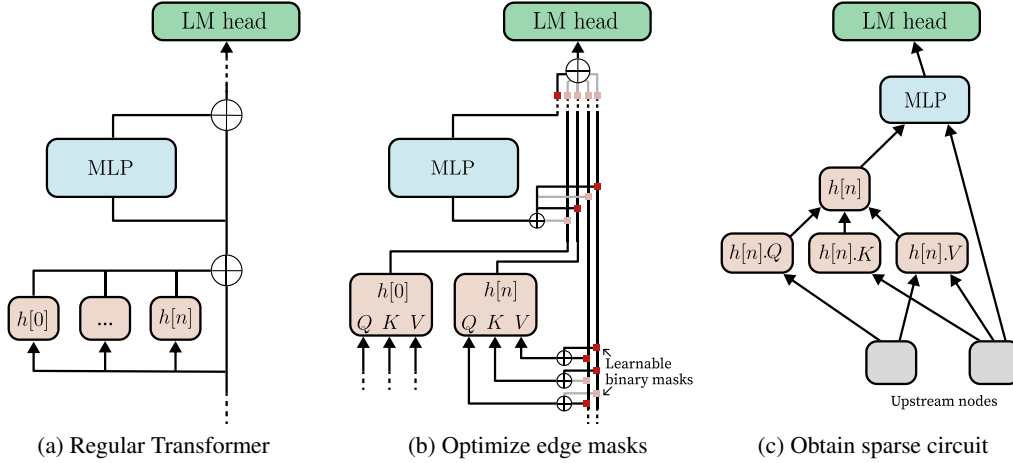 LM head
MLP
h[0]
...
h[n]
(a) Regular Transformer
LM head
MLP
h[0]
Q K V
h[n]
Q K V
Learnable
binary masks
(b) Optimize edge masks
LM head
MLP
h[n]
h[n].Q
h[n].K
h[n].V
Upstream nodes
(c) Obtain sparse circuit